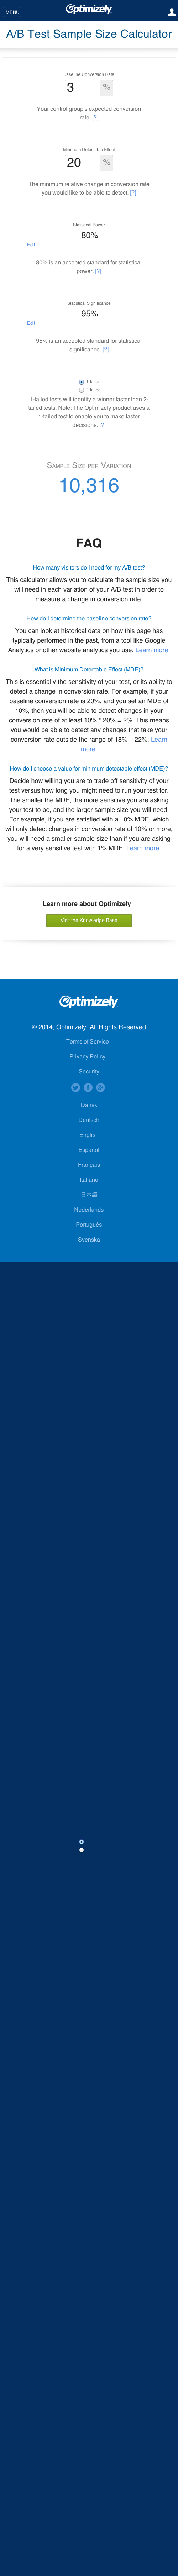 MENU
Optimizely
A/B Test Sample Size Calculator
Baseline Conversion Rate
3 %
Your control group's expected conversion
rate. [?]
Minimum Detectable Effect
20 %
The minimum relative change in conversion rate
you would like to be able to detect. [?]
Statistical Power
80%
Edit
80% is an accepted standard for statistical
power. [?]
Statistical Significance
95%
Edit
95% is an accepted standard for statistical
significance. [?]
1-tailed
2-tailed
1-tailed tests will identify a winner faster than 2-
tailed tests. Note: The Optimizely product uses a
1-tailed test to enable you to make faster
decisions. [?]
Sample Size per Variation
10,316
FAQ
How many visitors do I need for my A/B test?
This calculator allows you to calculate the sample size you
will need in each variation of your A/B test in order to
measure a change in conversion rate.
How do I determine the baseline conversion rate?
You can look at historical data on how this page has
typically performed in the past, from a tool like Google
Analytics or other website analytics you use. Learn more.
What is Minimum Detectable Effect (MDE)?
This is essentially the sensitivity of your test, or its ability to
detect a change in conversion rate. For example, if your
baseline conversion rate is 20%, and you set an MDE of
10%, then you would be able to detect changes in your
conversion rate of at least 10% * 20% = 2%. That means
you would be able to detect any changes that take your
conversion rate outside the range of 18% – 22%. Learn
more.
How do I choose a value for minimum detectable effect (MDE)?
Decide how willing you are to trade off sensitivity of your
test versus how long you might need to run your test for.
The smaller the MDE, the more sensitive you are asking
your test to be, and the larger sample size you will need.
For example, if you are satisfied with a 10% MDE, which
will only detect changes in conversion rate of 10% or more,
you will need a smaller sample size than if you are asking
for a very sensitive test with 1% MDE. Learn more.
Learn more about Optimizely
Visit the Knowledge Base
Optimizely
© 2014, Optimizely. All Rights Reserved
Terms of Service
Privacy Policy
Security
Dansk
Deutsch
English
Español
Français
Italiano
日本語
Nederlands
Português
Svenska